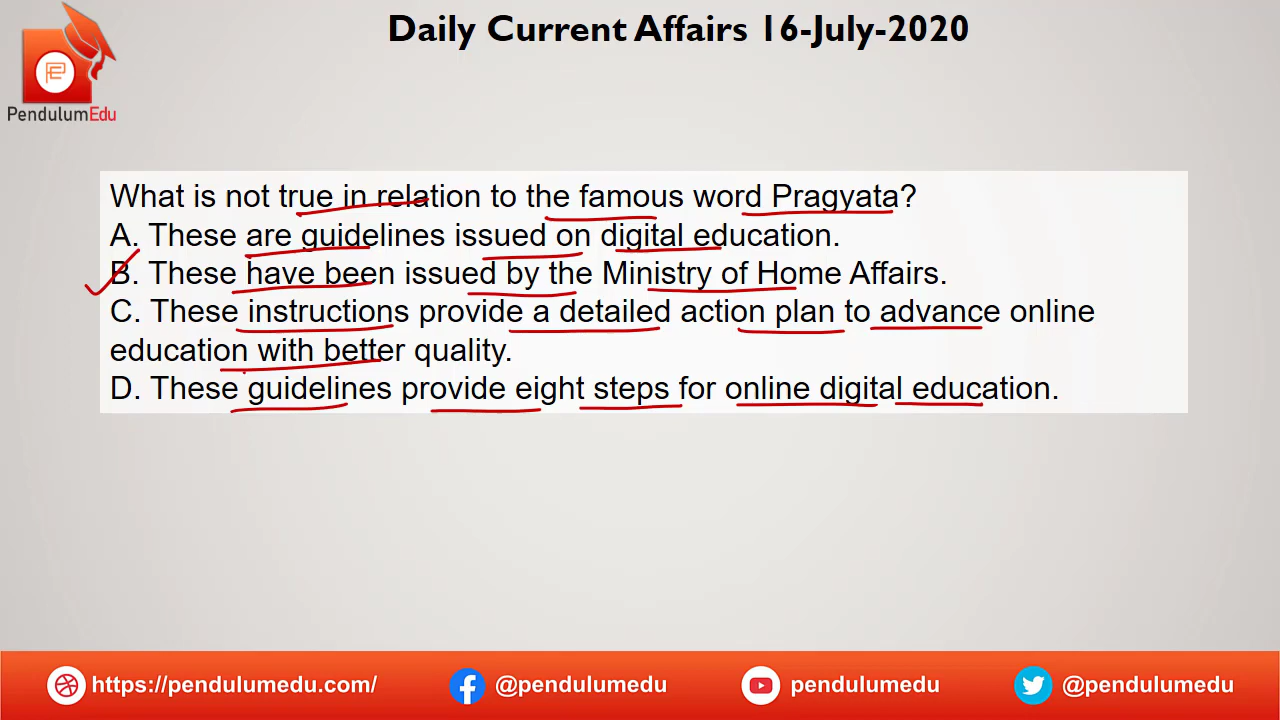 Daily Current Affairs 16-July-2020
PendulumEdu
What is not true in relation to the famous word Pragyata?
A. These are guidelines issued on digital education.
B. These have been issued by the Ministry of Home Affairs.
C. These instructions provide a detailed action plan to advance online
education with better quality.
D. These guidelines provide eight steps for online digital education.
https://pendulumedu.com/
@pendulumedu
pendulumedu
@pendulumedu